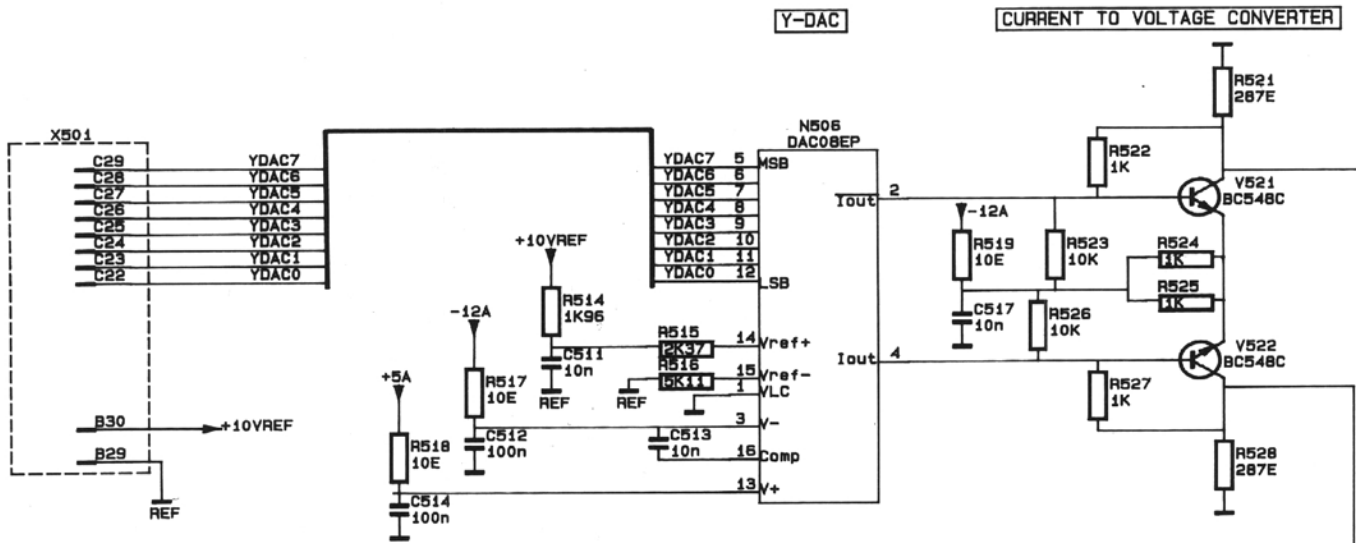 Y-DAC
CURRENT TO VOLTAGE CONVERTER
X501
C29 YDAC7
C28 YDAC6
C27 YDAC5
C26 YDAC4
C25 YDAC3
C24 YDAC2
C23 YDAC1
C22 YDAC0
B30
+10VREF
B29
REF
+5A
R518
10E
C514
100n
-12A
R517
10E
C512
100n
+10VREF
R514
1K96
C511
10n
REF
R515
2K37
R516
5K11
REF
C513
10n
N506
DAC08EP
YDAC7 5 MSB
YDAC6 6
YDAC5 7
YDAC4 8
YDAC3 9
YDAC2 10
YDAC1 11
YDAC0 12 LSB
14 Vref+
15 Vref-
1 VLC
3 V-
16 Comp
13 V+
Iout 2
Iout 4
-12A
R519
10E
C517
10n
R523
10K
R526
10K
R522
1K
R521
287E
V521
BC548C
R524
1K
R525
1K
V522
BC548C
R527
1K
R528
287E